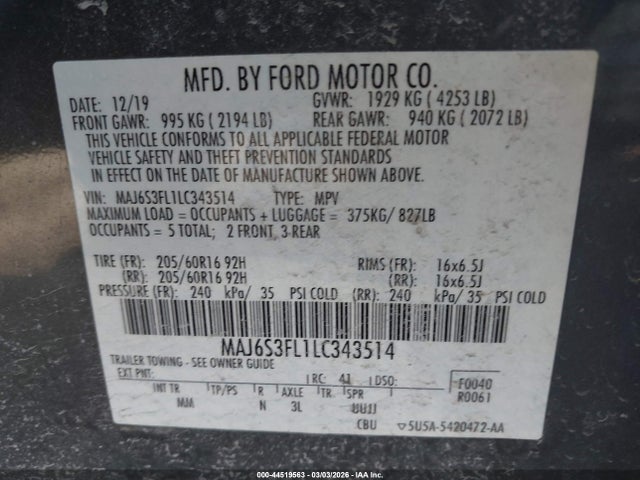 MFD. BY FORD MOTOR CO.
DATE: 12/19 GVWR: 1929 KG ( 4253 LB)
FRONT GAWR: 995 KG ( 2194 LB) REAR GAWR: 940 KG ( 2072 LB)
THIS VEHICLE CONFORMS TO ALL APPLICABLE FEDERAL MOTOR
VEHICLE SAFETY AND THEFT PREVENTION STANDARDS
IN EFFECT ON THE DATE OF MANUFACTURE SHOWN ABOVE.
VIN: MAJ6S3FL1LC343514 TYPE: MPV
MAXIMUM LOAD = OCCUPANTS + LUGGAGE = 375KG/ 827LB
OCCUPANTS = 5 TOTAL; 2 FRONT, 3-REAR
TIRE (FR): 205/60R16 92H RIMS (FR): 16x6.5J
(RR): 205/60R16 92H (RR): 16x6.5J
PRESSURE (FR): 240 kPa/ 35 PSI COLD (RR): 240 kPa/ 35 PSI COLD
MAJ6S3FL1LC343514
TRAILER TOWING - SEE OWNER GUIDE
EXT PNT: RC: 41 DSO: F0040
INT TR TP/PS R AXLE TR SPR R0061
MM N 3L
CBU 5U5A-5420472-AA
000-44519563 - 03/03/2026 - IAAI.com